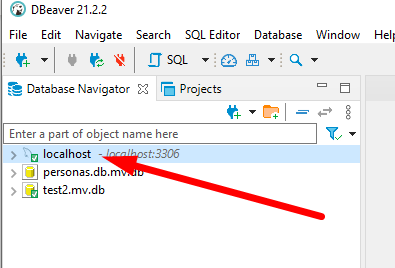 DBeaver 21.2.2
File Edit Navigate Search SQL Editor Database Window Hel
SQL
Database Navigator Projects
Enter a part of object name here
localhost - localhost:3306
personas.db.mv.db
test2.mv.db